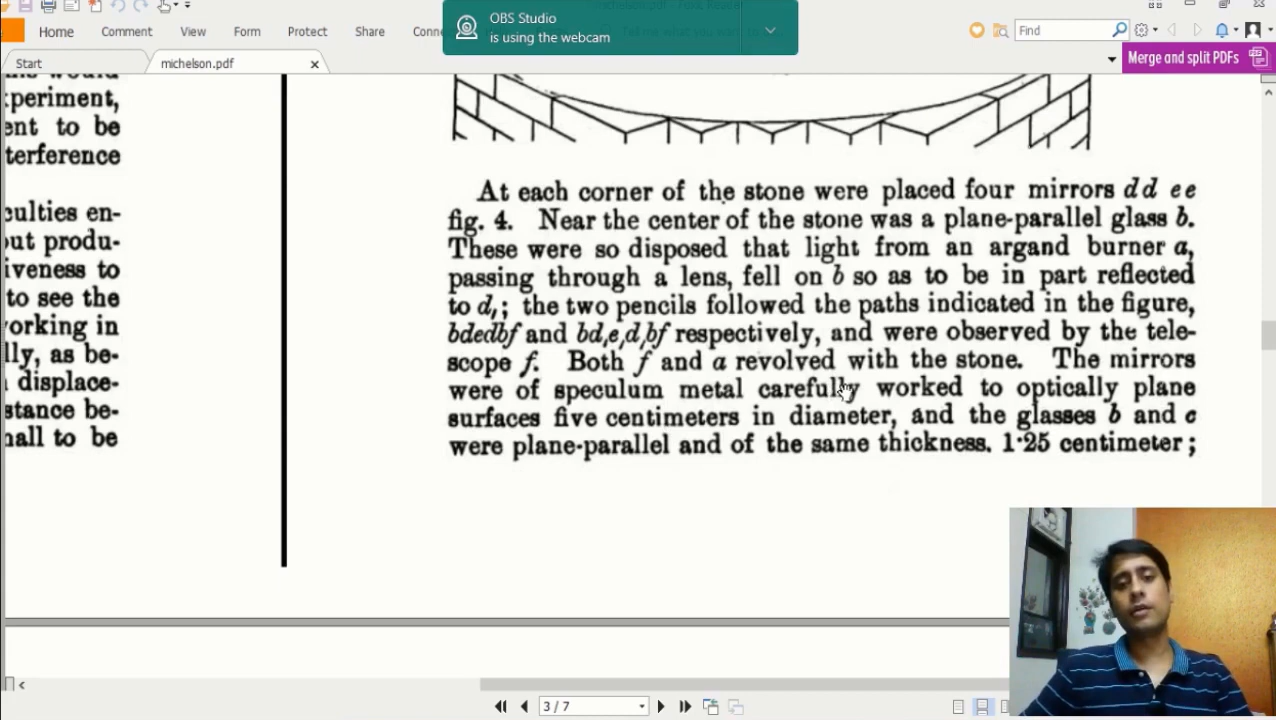 OBS Studio
is using the webcam
Home Comment View Form Protect Share
Find
Start
michelson.pdf
Merge and split PDFs
experiment,
ent to be
terference
culties en-
out produ-
iveness to
to see the
working in
lly, as be-
displace-
stance be-
hall to be
At each corner of the stone were placed four mirrors d d e e
fig. 4. Near the center of the stone was a plane-parallel glass b.
These were so disposed that light from an argand burner a,
passing through a lens, fell on b so as to be in part reflected
to d,; the two pencils followed the paths indicated in the figure,
bdedbf and bd,e,d,bf respectively, and were observed by the tele-
scope f. Both f and a revolved with the stone. The mirrors
were of speculum metal carefully worked to optically plane
surfaces five centimeters in diameter, and the glasses b and c
were plane-parallel and of the same thickness. 1·25 centimeter;
3 / 7